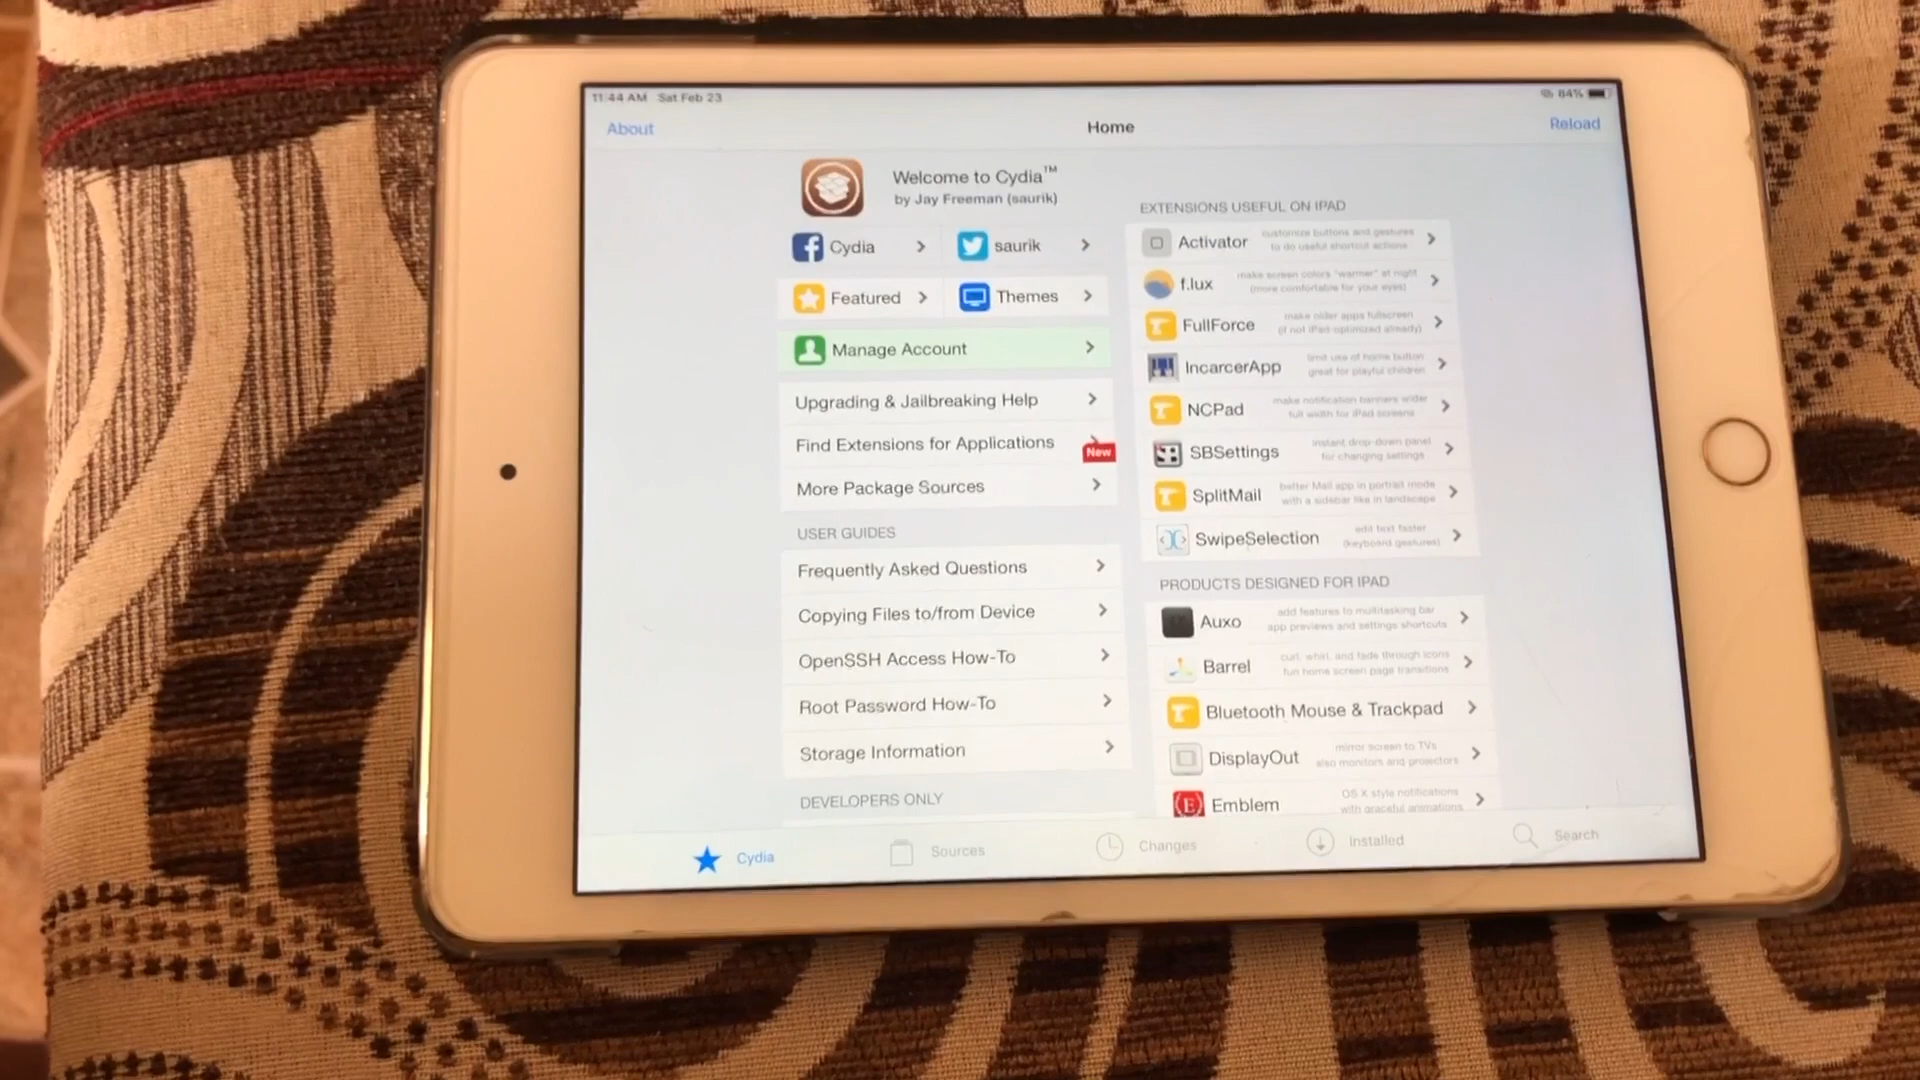 11:44 AM Sat Feb 23
84%
About
Home
Reload
Welcome to Cydia™
by Jay Freeman (saurik)
Cydia
saurik
Featured
Themes
Manage Account
Upgrading & Jailbreaking Help
Find Extensions for Applications
New
More Package Sources
USER GUIDES
Frequently Asked Questions
Copying Files to/from Device
OpenSSH Access How-To
Root Password How-To
Storage Information
DEVELOPERS ONLY
EXTENSIONS USEFUL ON IPAD
Activator
customize buttons and gestures
to do useful shortcut actions
f.lux
make screen colors "warmer" at night
(more comfortable for your eyes)
FullForce
make older apps fullscreen
(if not iPad-optimized already)
IncarcerApp
limit use of home button
great for playful children
NCPad
make notification banners wider
full width for iPad screens
SBSettings
instant drop-down panel
for changing settings
SplitMail
better Mail app in portrait mode
with a sidebar like in landscape
SwipeSelection
edit text faster
(keyboard gestures)
PRODUCTS DESIGNED FOR IPAD
Auxo
add features to multitasking bar
app previews and settings shortcuts
Barrel
curl, whirl, and fade through icons
fun home screen page transitions
Bluetooth Mouse & Trackpad
DisplayOut
mirror screen to TVs
also monitors and projectors
Emblem
OS X style notifications
with graceful animations
Cydia
Sources
Changes
Installed
Search